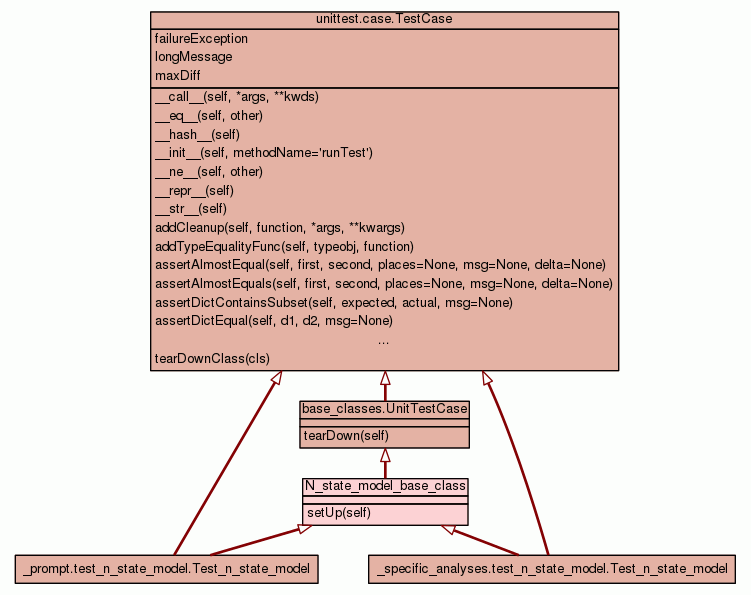 unittest.case.TestCase
failureException
longMessage
maxDiff
__call__(self, *args, **kwds)
__eq__(self, other)
__hash__(self)
__init__(self, methodName='runTest')
__ne__(self, other)
__repr__(self)
__str__(self)
addCleanup(self, function, *args, **kwargs)
addTypeEqualityFunc(self, typeobj, function)
assertAlmostEqual(self, first, second, places=None, msg=None, delta=None)
assertAlmostEquals(self, first, second, places=None, msg=None, delta=None)
assertDictContainsSubset(self, expected, actual, msg=None)
assertDictEqual(self, d1, d2, msg=None)
...
tearDownClass(cls)
base_classes.UnitTestCase
tearDown(self)
N_state_model_base_class
setUp(self)
_prompt.test_n_state_model.Test_n_state_model
_specific_analyses.test_n_state_model.Test_n_state_model